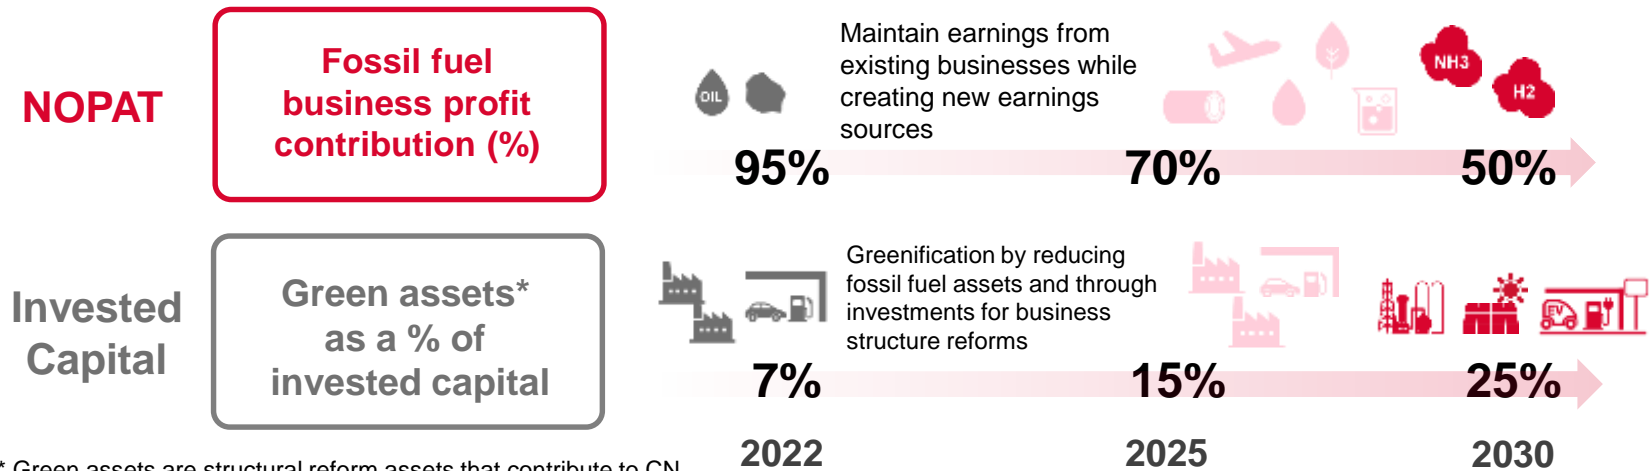 NOPAT
Fossil fuel
business profit
contribution (%)
OIL
Maintain earnings from
existing businesses while
creating new earnings
sources
NH3
H2
95%
70%
50%
Invested
Capital
Green assets*
as a % of
invested capital
Greenification by reducing
fossil fuel assets and through
investments for business
structure reforms
EV
7%
15%
25%
2022
2025
2030
* Green assets are structural reform assets that contribute to CN